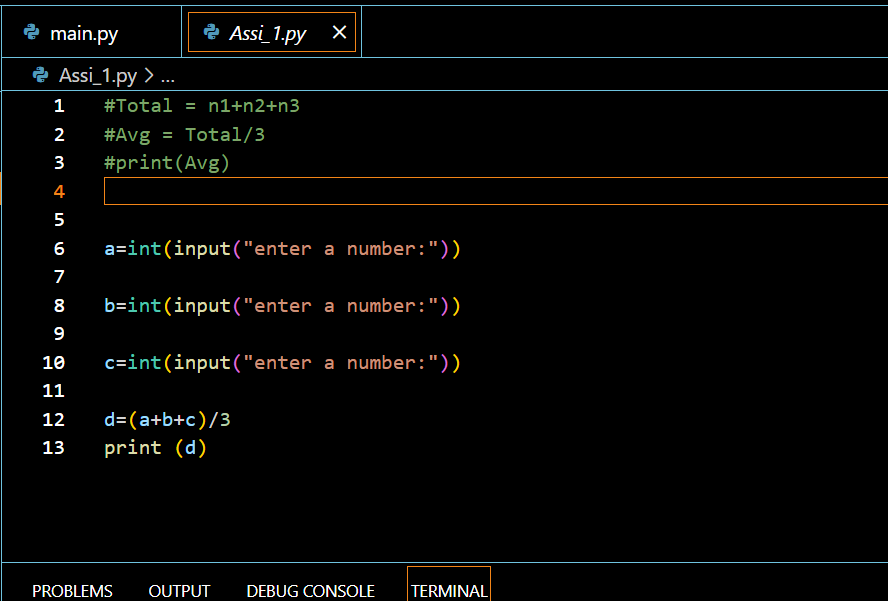 main.py Assi_1.py ×
Assi_1.py > ...
1 #Total = n1+n2+n3
2 #Avg = Total/3
3 #print(Avg)
4
5
6 a=int(input("enter a number:"))
7
8 b=int(input("enter a number:"))
9
10 c=int(input("enter a number:"))
11
12 d=(a+b+c)/3
13 print (d)
PROBLEMS OUTPUT DEBUG CONSOLE TERMINAL